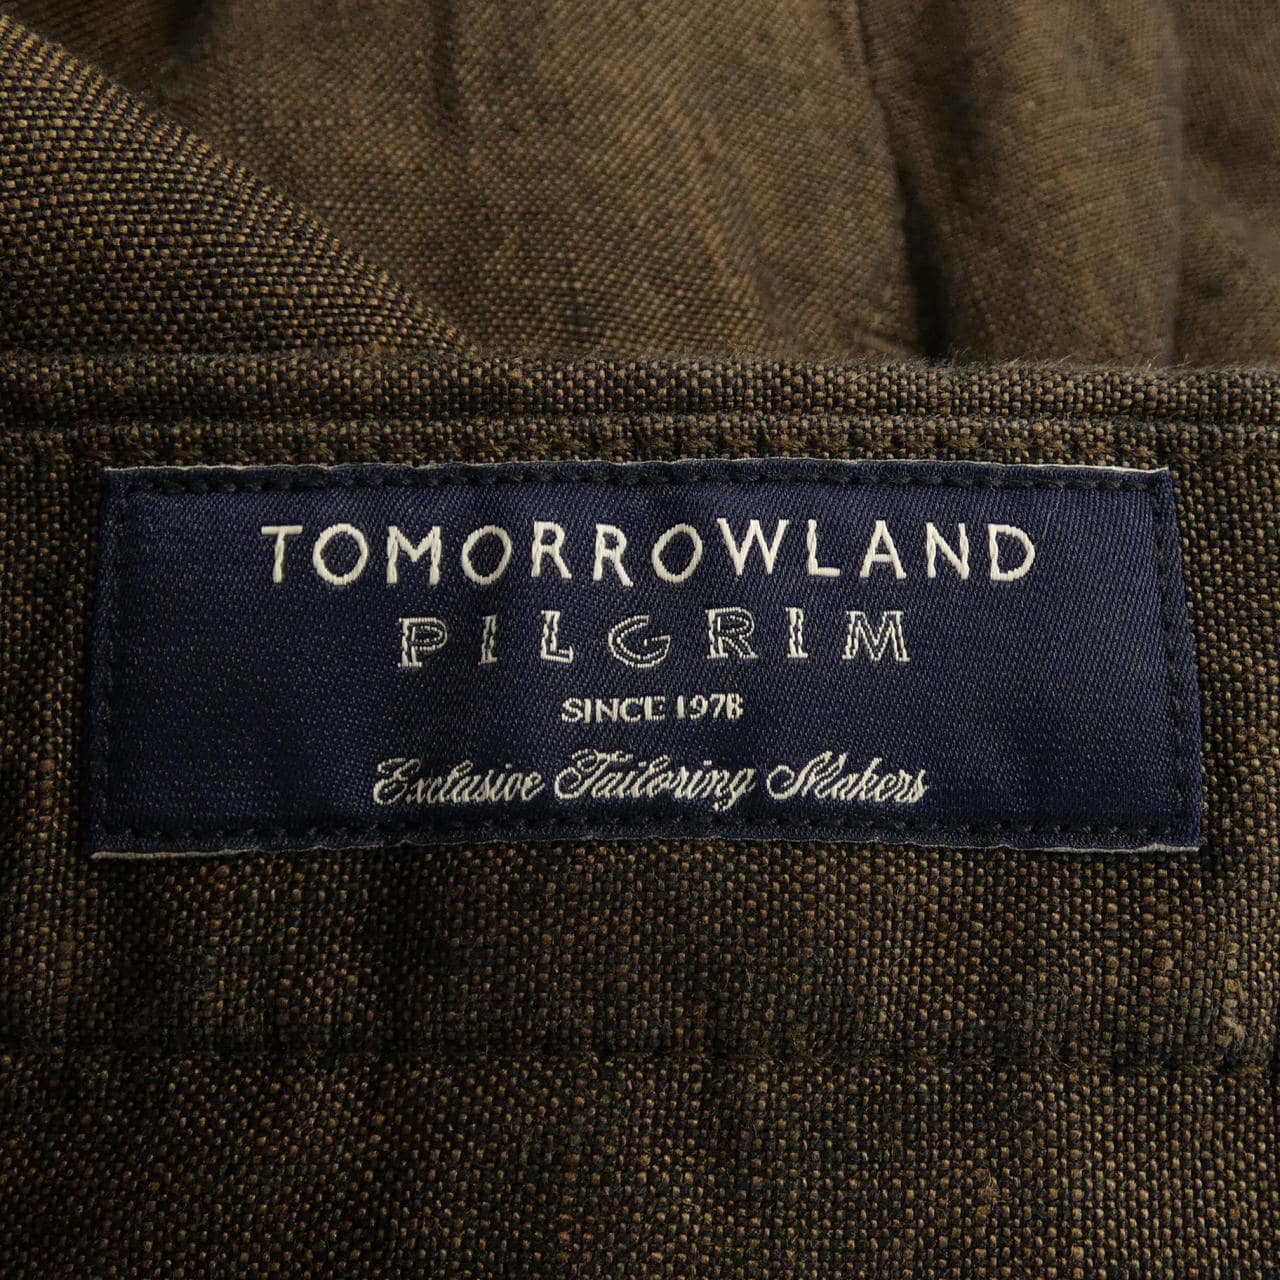 TOMORROWLAND
PILGRIM
SINCE 1978
Exclusive Tailoring Makers